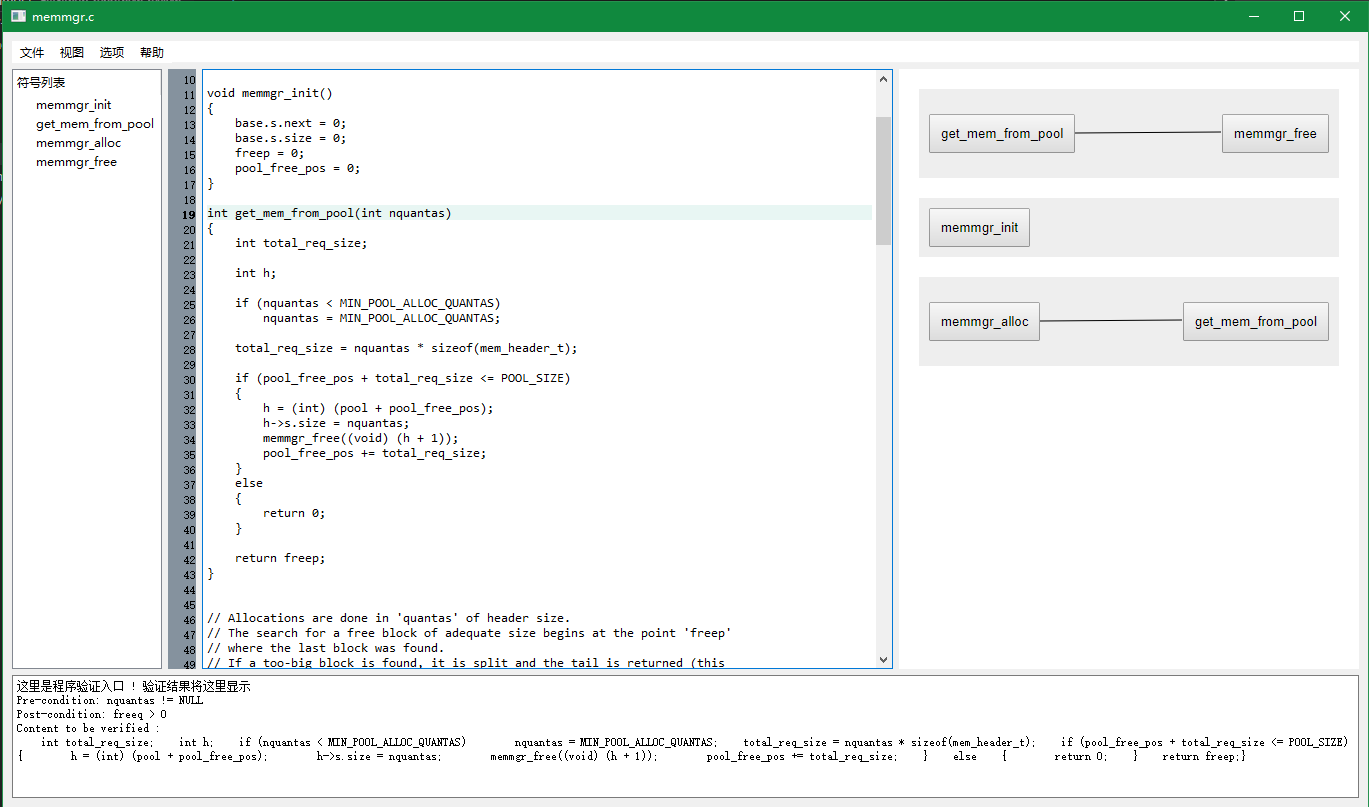 memmgr.c
文件 视图 选项 帮助
符号列表
memmgr_init
get_mem_from_pool
memmgr_alloc
memmgr_free
10
11 void memmgr_init()
12 {
13 base.s.next = 0;
14 base.s.size = 0;
15 freep = 0;
16 pool_free_pos = 0;
17 }
18
19 int get_mem_from_pool(int nquantas)
20 {
21 int total_req_size;
22
23 int h;
24
25 if (nquantas < MIN_POOL_ALLOC_QUANTAS)
26 nquantas = MIN_POOL_ALLOC_QUANTAS;
27
28 total_req_size = nquantas * sizeof(mem_header_t);
29
30 if (pool_free_pos + total_req_size <= POOL_SIZE)
31 {
32 h = (int) (pool + pool_free_pos);
33 h->s.size = nquantas;
34 memmgr_free((void) (h + 1));
35 pool_free_pos += total_req_size;
36 }
37 else
38 {
39 return 0;
40 }
41
42 return freep;
43 }
44
45
46 // Allocations are done in 'quantas' of header size.
47 // The search for a free block of adequate size begins at the point 'freep'
48 // where the last block was found.
49 // If a too-big block is found, it is split and the tail is returned (this
get_mem_from_pool memmgr_free
memmgr_init
memmgr_alloc get_mem_from_pool
这里是程序验证入口 ! 验证结果将这里显示
Pre-condition: nquantas != NULL
Post-condition: freeq > 0
Content to be verified :
int total_req_size; int h; if (nquantas < MIN_POOL_ALLOC_QUANTAS) nquantas = MIN_POOL_ALLOC_QUANTAS; total_req_size = nquantas * sizeof(mem_header_t); if (pool_free_pos + total_req_size <= POOL_SIZE)
{ h = (int) (pool + pool_free_pos); h->s.size = nquantas; memmgr_free((void) (h + 1)); pool_free_pos += total_req_size; } else { return 0; } return freep;}